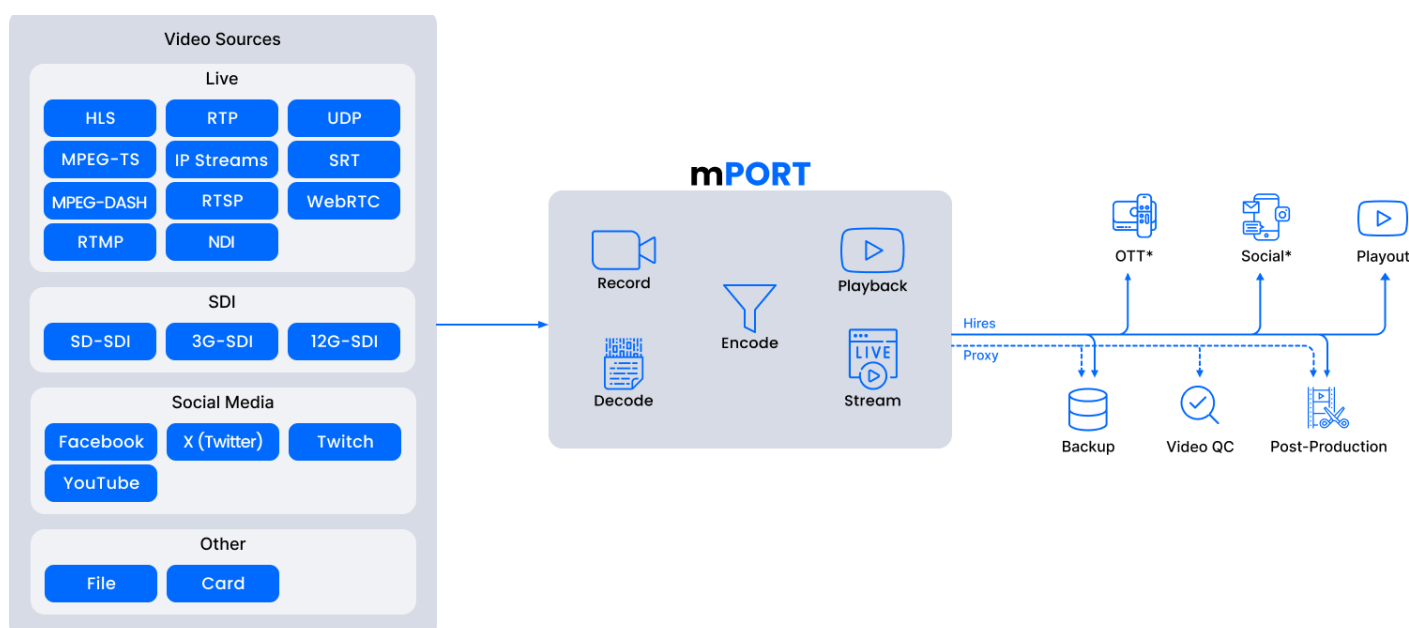 Video Sources
Live
HLS
RTP
UDP
MPEG-TS
IP Streams
SRT
MPEG-DASH
RTSP
WebRTC
RTMP
NDI
SDI
SD-SDI
3G-SDI
12G-SDI
Social Media
Facebook
X (Twitter)
Twitch
YouTube
Other
File
Card
mPORT
Record
Playback
Encode
Decode
LIVE
Stream
Hires
Proxy
OTT*
Social*
Playout
Backup
Video QC
Post-Production